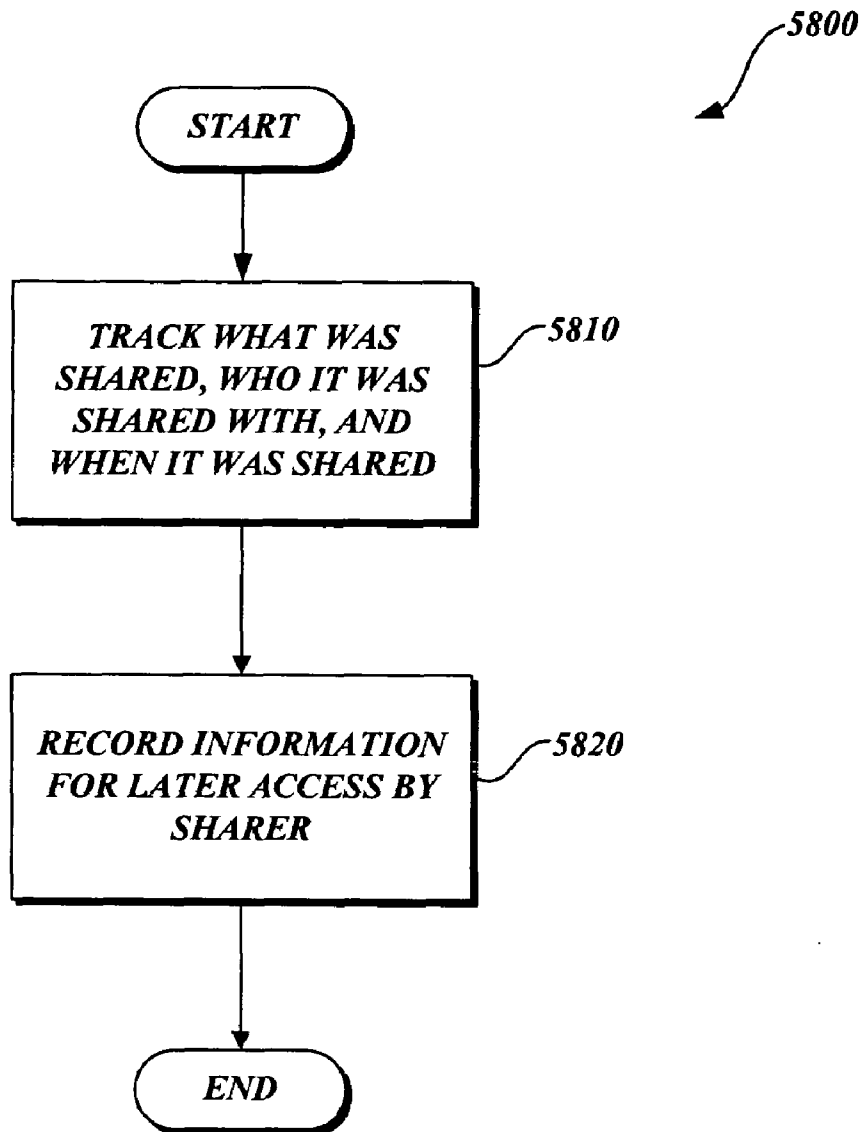 5800
START
TRACK WHAT WAS
SHARED, WHO IT WAS
SHARED WITH, AND
WHEN IT WAS SHARED
5810
RECORD INFORMATION
FOR LATER ACCESS BY
SHARER
5820
END